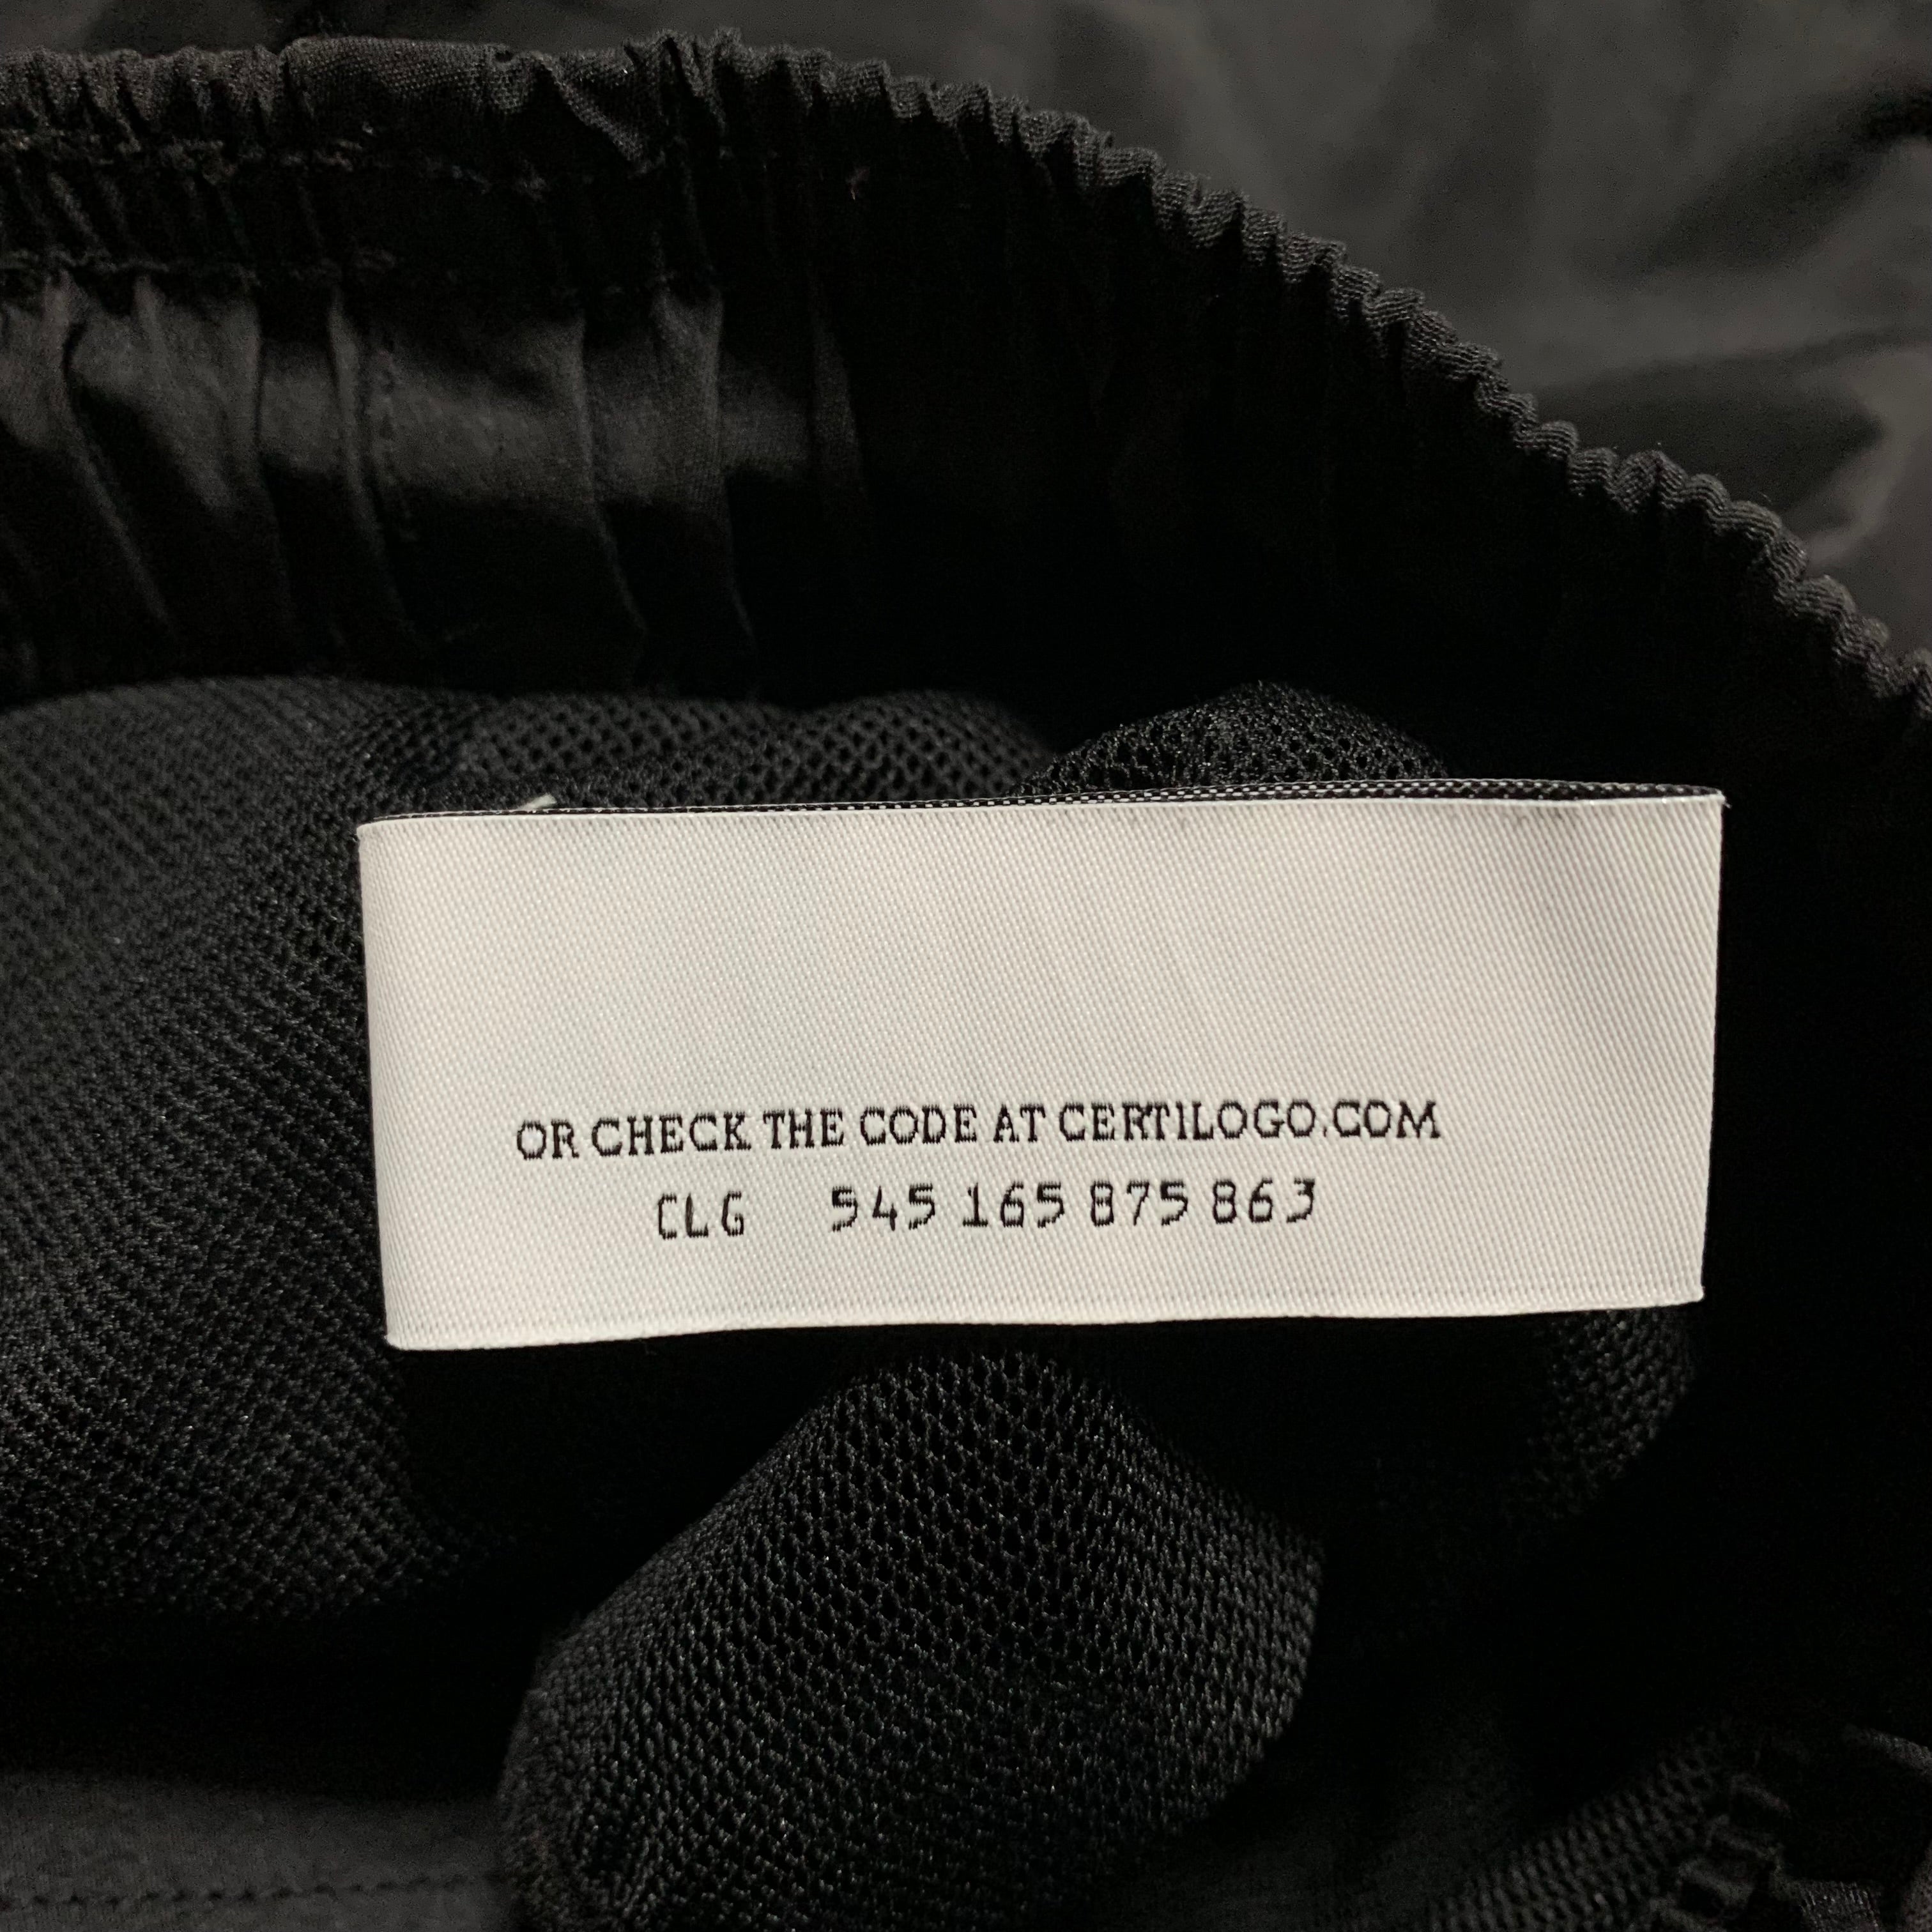 OR CHECK THE CODE AT CERTILOGO.COM
CLG 545 165 875 863